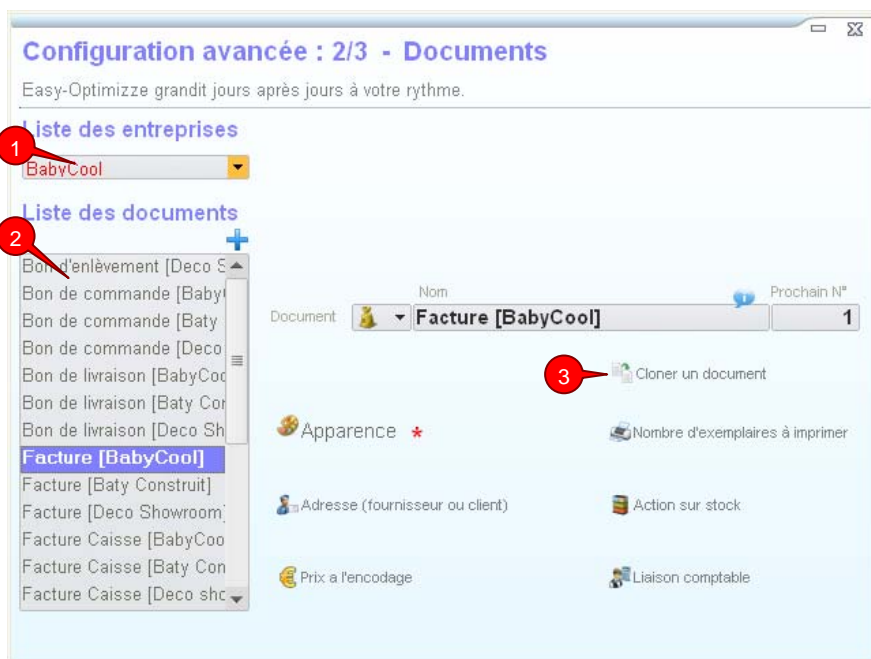 Configuration avancée : 2/3 - Documents
Easy-Optimizze grandit jours après jours à votre rythme.
Liste des entreprises
1
BabyCool
Liste des documents
2
Bon d'enlèvement [Deco S
Bon de commande [Baby
Bon de commande [Baty
Bon de commande [Deco
Bon de livraison [BabyCoo
Bon de livraison [Baty Con
Bon de livraison [Deco Sh
Facture [BabyCool]
Facture [Baty Construit]
Facture [Deco Showroom]
Facture Caisse [BabyCoo
Facture Caisse [Baty Con
Facture Caisse [Deco sho
Nom
Prochain N°
Document
Facture [BabyCool]
1
3
Cloner un document
Apparence *
Nombre d'exemplaires à imprimer
Adresse (fournisseur ou client)
Action sur stock
Prix a l'encodage
Liaison comptable